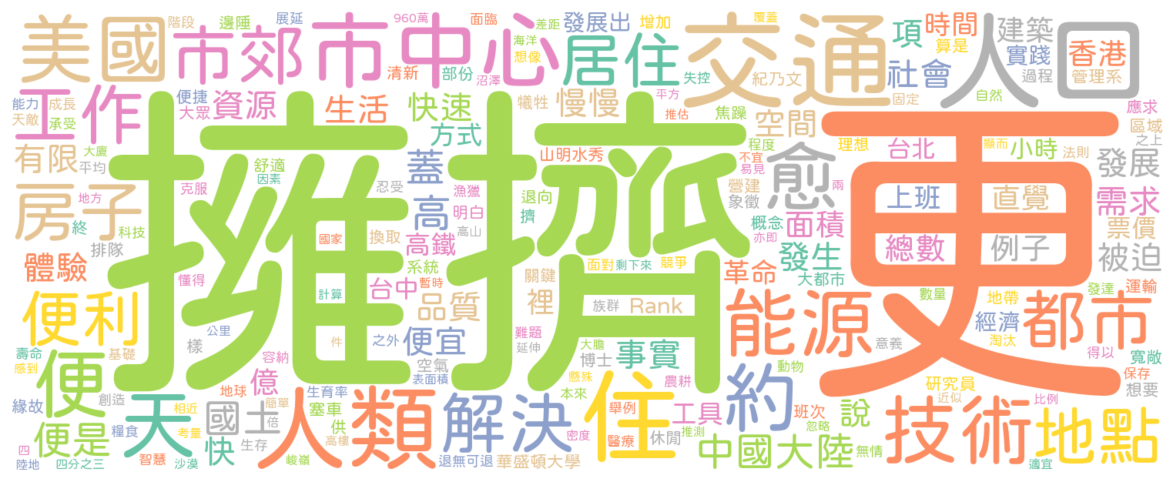 美國 階段 邊陲 展延 960萬 面臨 差距 發展出 增加 覆蓋 項 時間 建築 香港
市郊 市中心 海洋 想像 居住 交通 算是 實踐 過程 管理系 人口
清新 部份 沼澤 失控 紀乃文 社會 固定 自然
能力 成長 便捷 資源 生活 快速 犧牲 慢慢 平方 焦躁 推估 空間 應求
工作 天敵 承受 大眾 方式 程度 理想 台北 顯而 小時 法則 區域 之上
有限 大廈 平均 舒適 因素 蓋 山明水秀 不宜 易見 愈 發展
擁擠 更
房子 地方 克服 忍受 漁獵 退向 營建 象徵 兩 上班 直覺 需求
終 科技 高 明白 擠 概念 面積 票價
排隊 國家 換取 高鐵 高山 亦即 總數 例子 被迫
體驗 懂得 系統 關鍵 面對 剩下來 競爭 發生 革命 大都市
計算 台中 暫時 品質 裡 族群 Rank 能源 數量 地帶 發達 運輸
便利 公里 難題 延伸 大膽 經濟 都市 淘汰
樣 件 之外 便宜 事實 意義 得以 寬敞
壽命 基礎 容納 空氣 博士 動物 保存
感到 便 地球 億 表面積 懸殊 本來 農耕 住 約 研究員 近似 想要
緣故 創造 相近 簡單 生育率 人類 解決 舉例 工具 班次 說 技術 比例 地點
國土 倍 塞車 供 推測 忽略
四 糧食 便是 天 考量 快 生存 高樓 密度 醫療 休閒 中國大陸 無情
陸地 四分之三 智慧 沙漠 峻嶺 退無可退 華盛頓大學 適宜